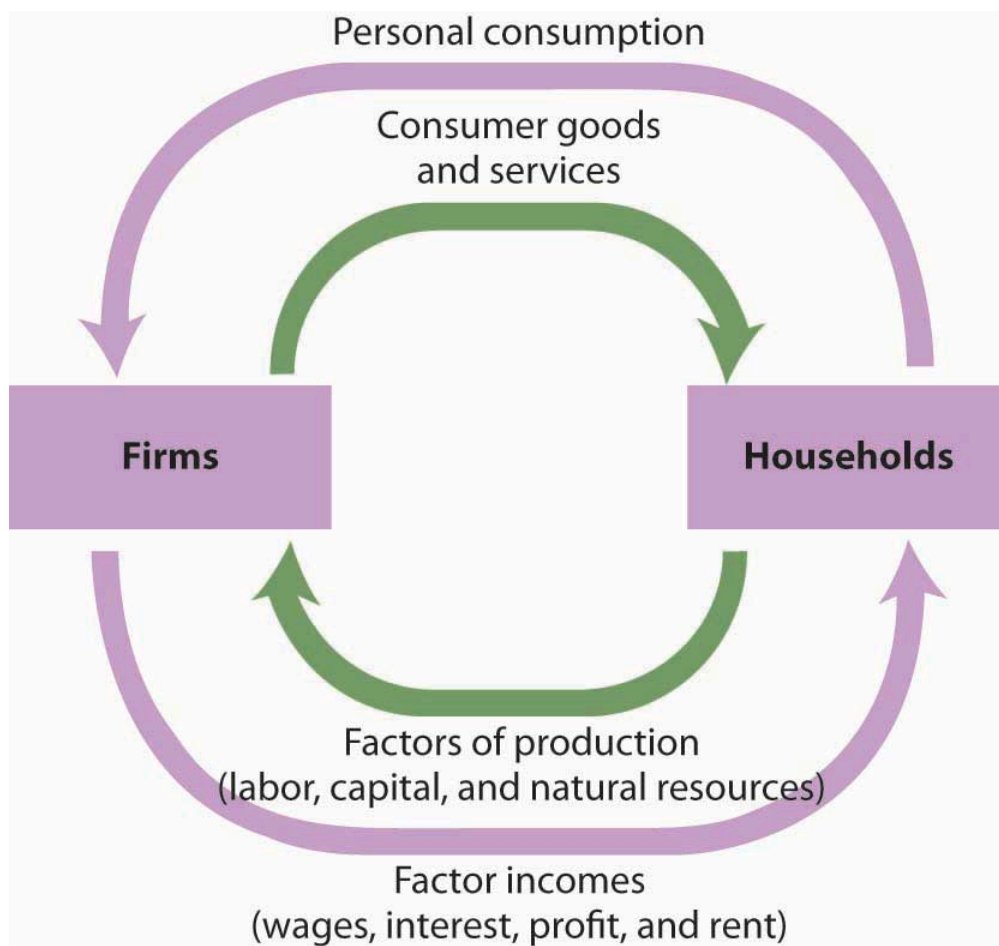 Personal consumption
Consumer goods
and services
Firms
Households
Factors of production
(labor, capital, and natural resources)
Factor incomes
(wages, interest, profit, and rent)